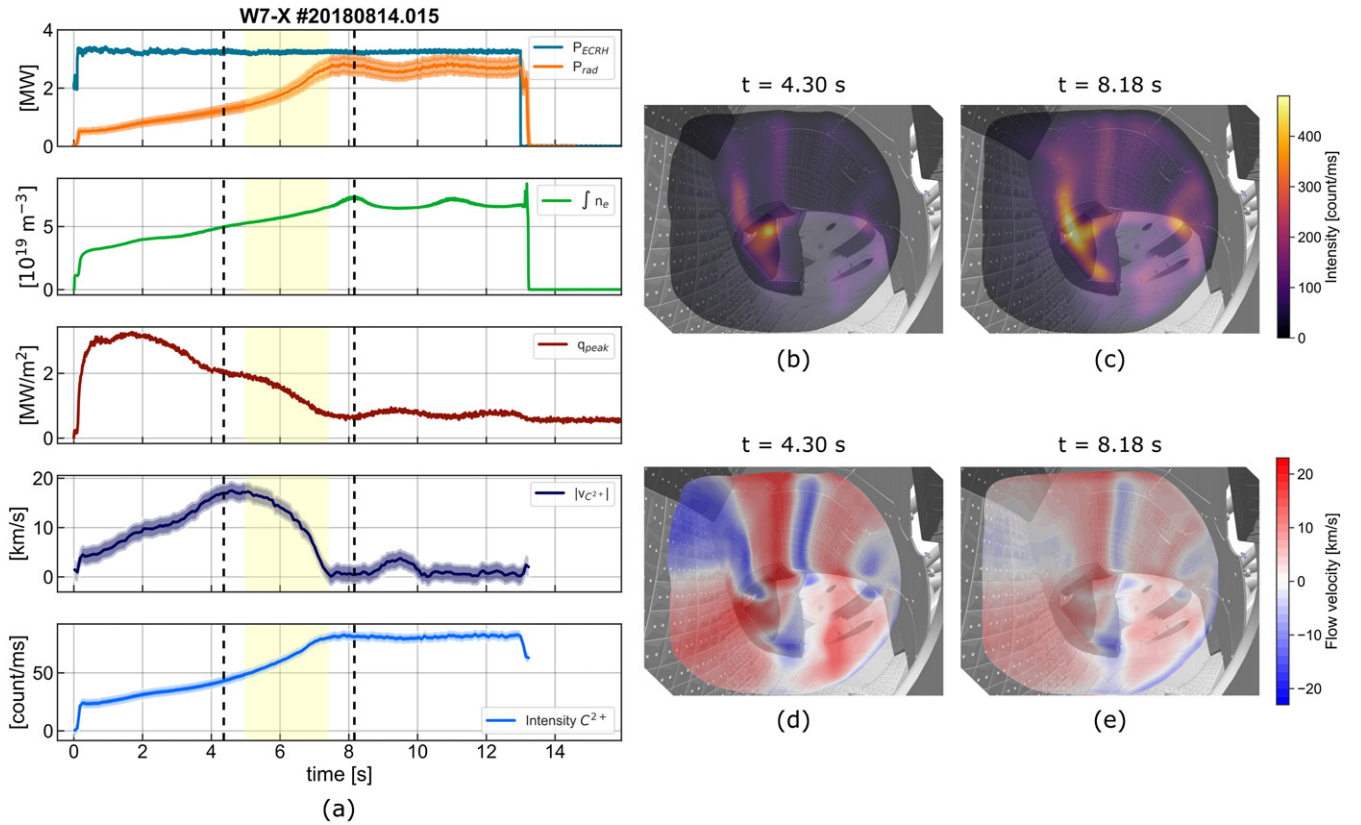 W7-X #20180814.015
4
2
0
[MW]
P_ECRH
P_rad
5
0
[10^19 m^−3]
∫ n_e
2
0
[MW/m^2]
q_peak
20
10
0
[km/s]
|v_C^2+|
50
0
[count/ms]
Intensity C^2+
0 2 4 6 8 10 12 14
time [s]
(a)
t = 4.30 s
t = 8.18 s
400
300
200
100
0
Intensity [count/ms]
(b)
(c)
t = 4.30 s
t = 8.18 s
20
10
0
−10
−20
Flow velocity [km/s]
(d)
(e)